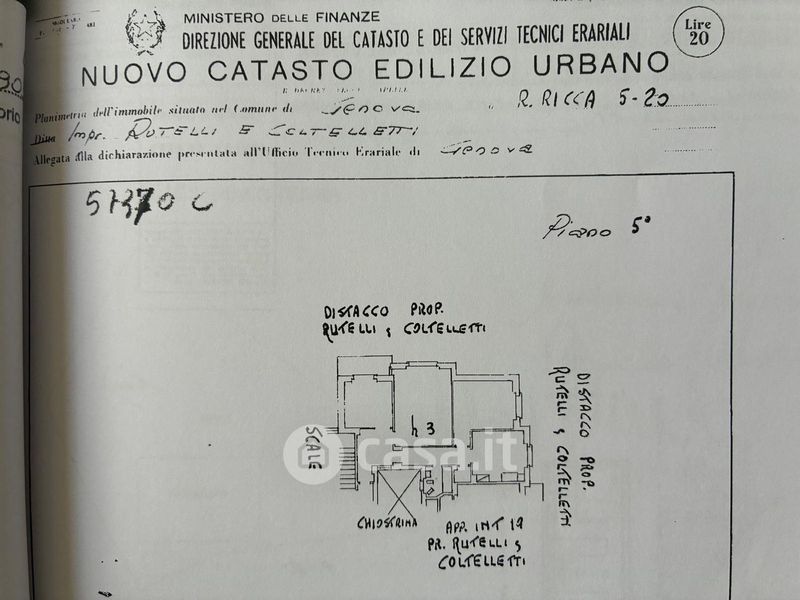 MINISTERO DELLE FINANZE
DIREZIONE GENERALE DEL CATASTO E DEI SERVIZI TECNICI ERARIALI
Lire
20
NUOVO CATASTO EDILIZIO URBANO
Planimetria dell'immobile situato nel Comune di Genova R. RICCA 5-20
Ditta Impr. RUTELLI E COLTELLETTI
Allegata alla dichiarazione presentata all'Ufficio Tecnico Erariale di Genova
57370 C
Piano 5°
DISTACCO PROP.
RUTELLI & COLTELLETTI
DISTACCO PROP.
RUTELLI & COLTELLETTI
h 3
SCALE
casa.it
CHIOSTRINA
APP. INT 19
PR. RUTELLI &
COLTELLETTI